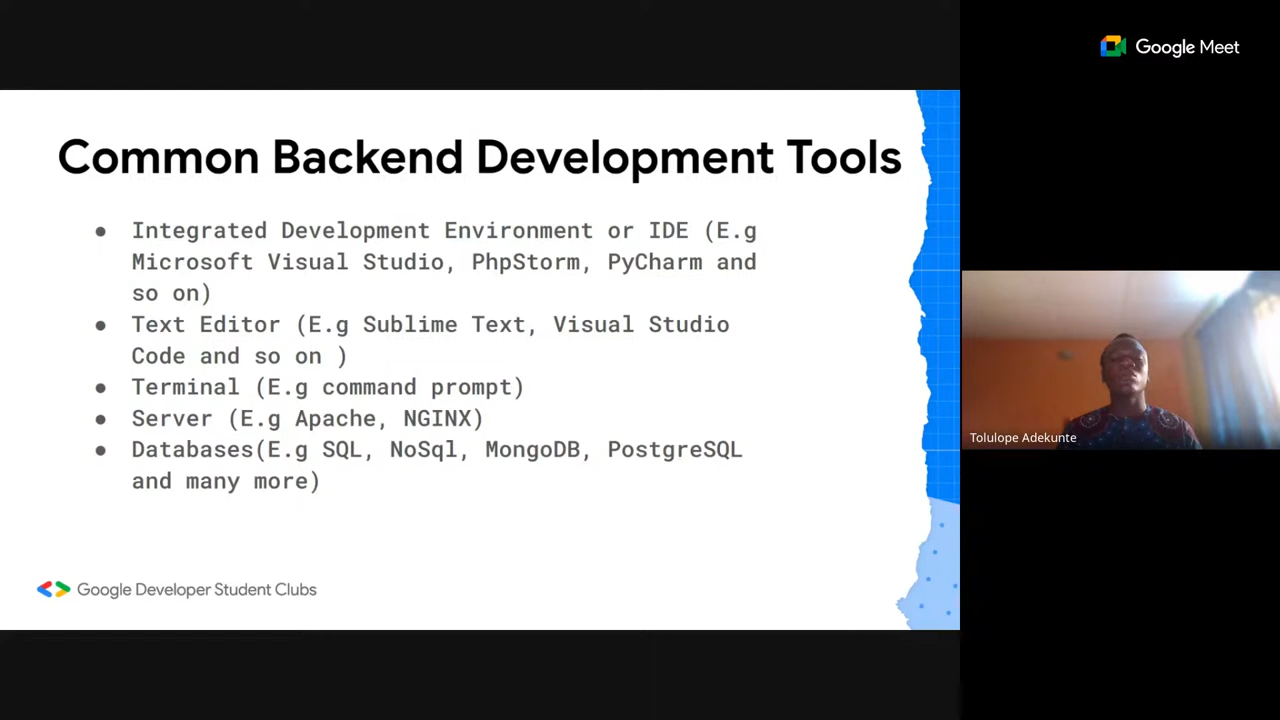 Google Meet
Common Backend Development Tools
● Integrated Development Environment or IDE (E.g
Microsoft Visual Studio, PhpStorm, PyCharm and
so on)
● Text Editor (E.g Sublime Text, Visual Studio
Code and so on )
● Terminal (E.g command prompt)
● Server (E.g Apache, NGINX)
● Databases(E.g SQL, NoSql, MongoDB, PostgreSQL
and many more)
Google Developer Student Clubs
Tolulope Adekunte